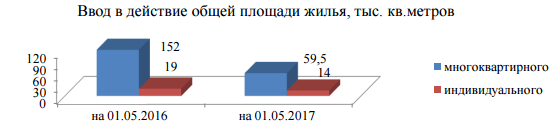 Ввод в действие общей площади жилья, тыс. кв.метров
120
90
60
30
0
152
19
59,5
14
на 01.05.2016
на 01.05.2017
многоквартирного
индивидуального